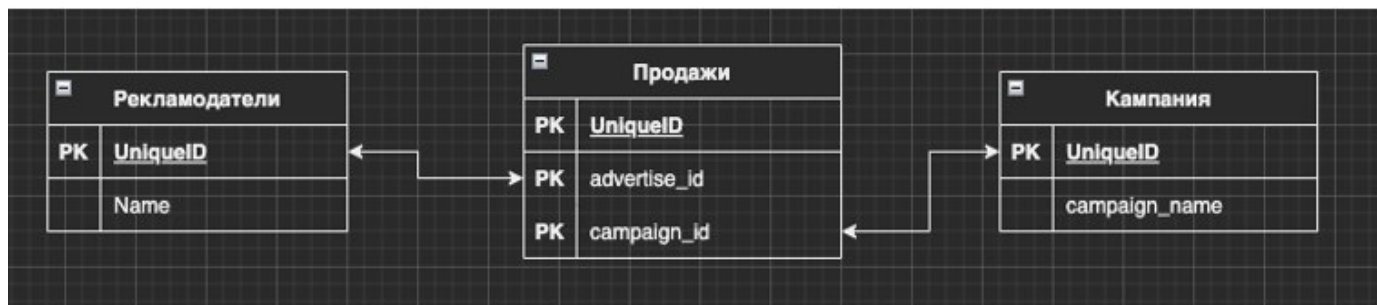 Рекламодатели
PK UniqueID
Name
Продажи
PK UniqueID
PK advertise_id
PK campaign_id
Кампания
PK UniqueID
campaign_name